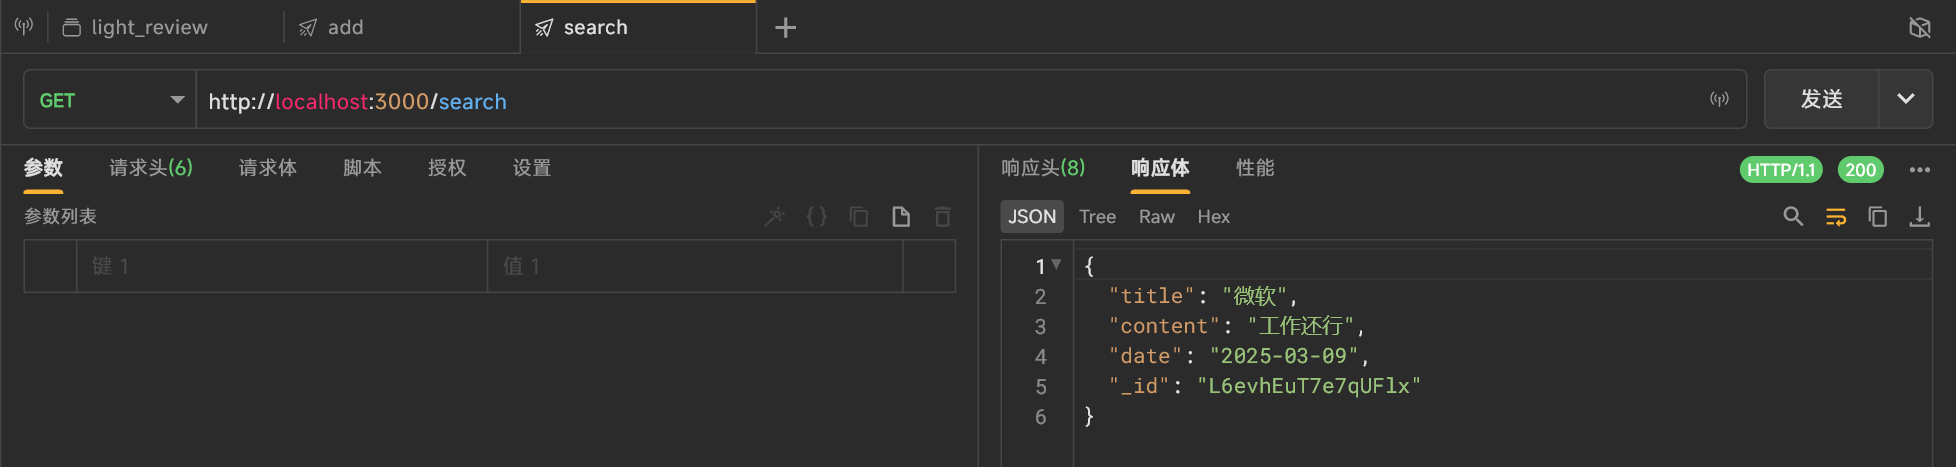 light_review add search
GET http://localhost:3000/search 发送
参数 请求头(6) 请求体 脚本 授权 设置
参数列表
键 1 值 1
响应头(8) 响应体 性能 HTTP/1.1 200
JSON Tree Raw Hex
1 {
2 "title": "微软",
3 "content": "工作还行",
4 "date": "2025-03-09",
5 "_id": "L6evhEuT7e7qUFlx"
6 }